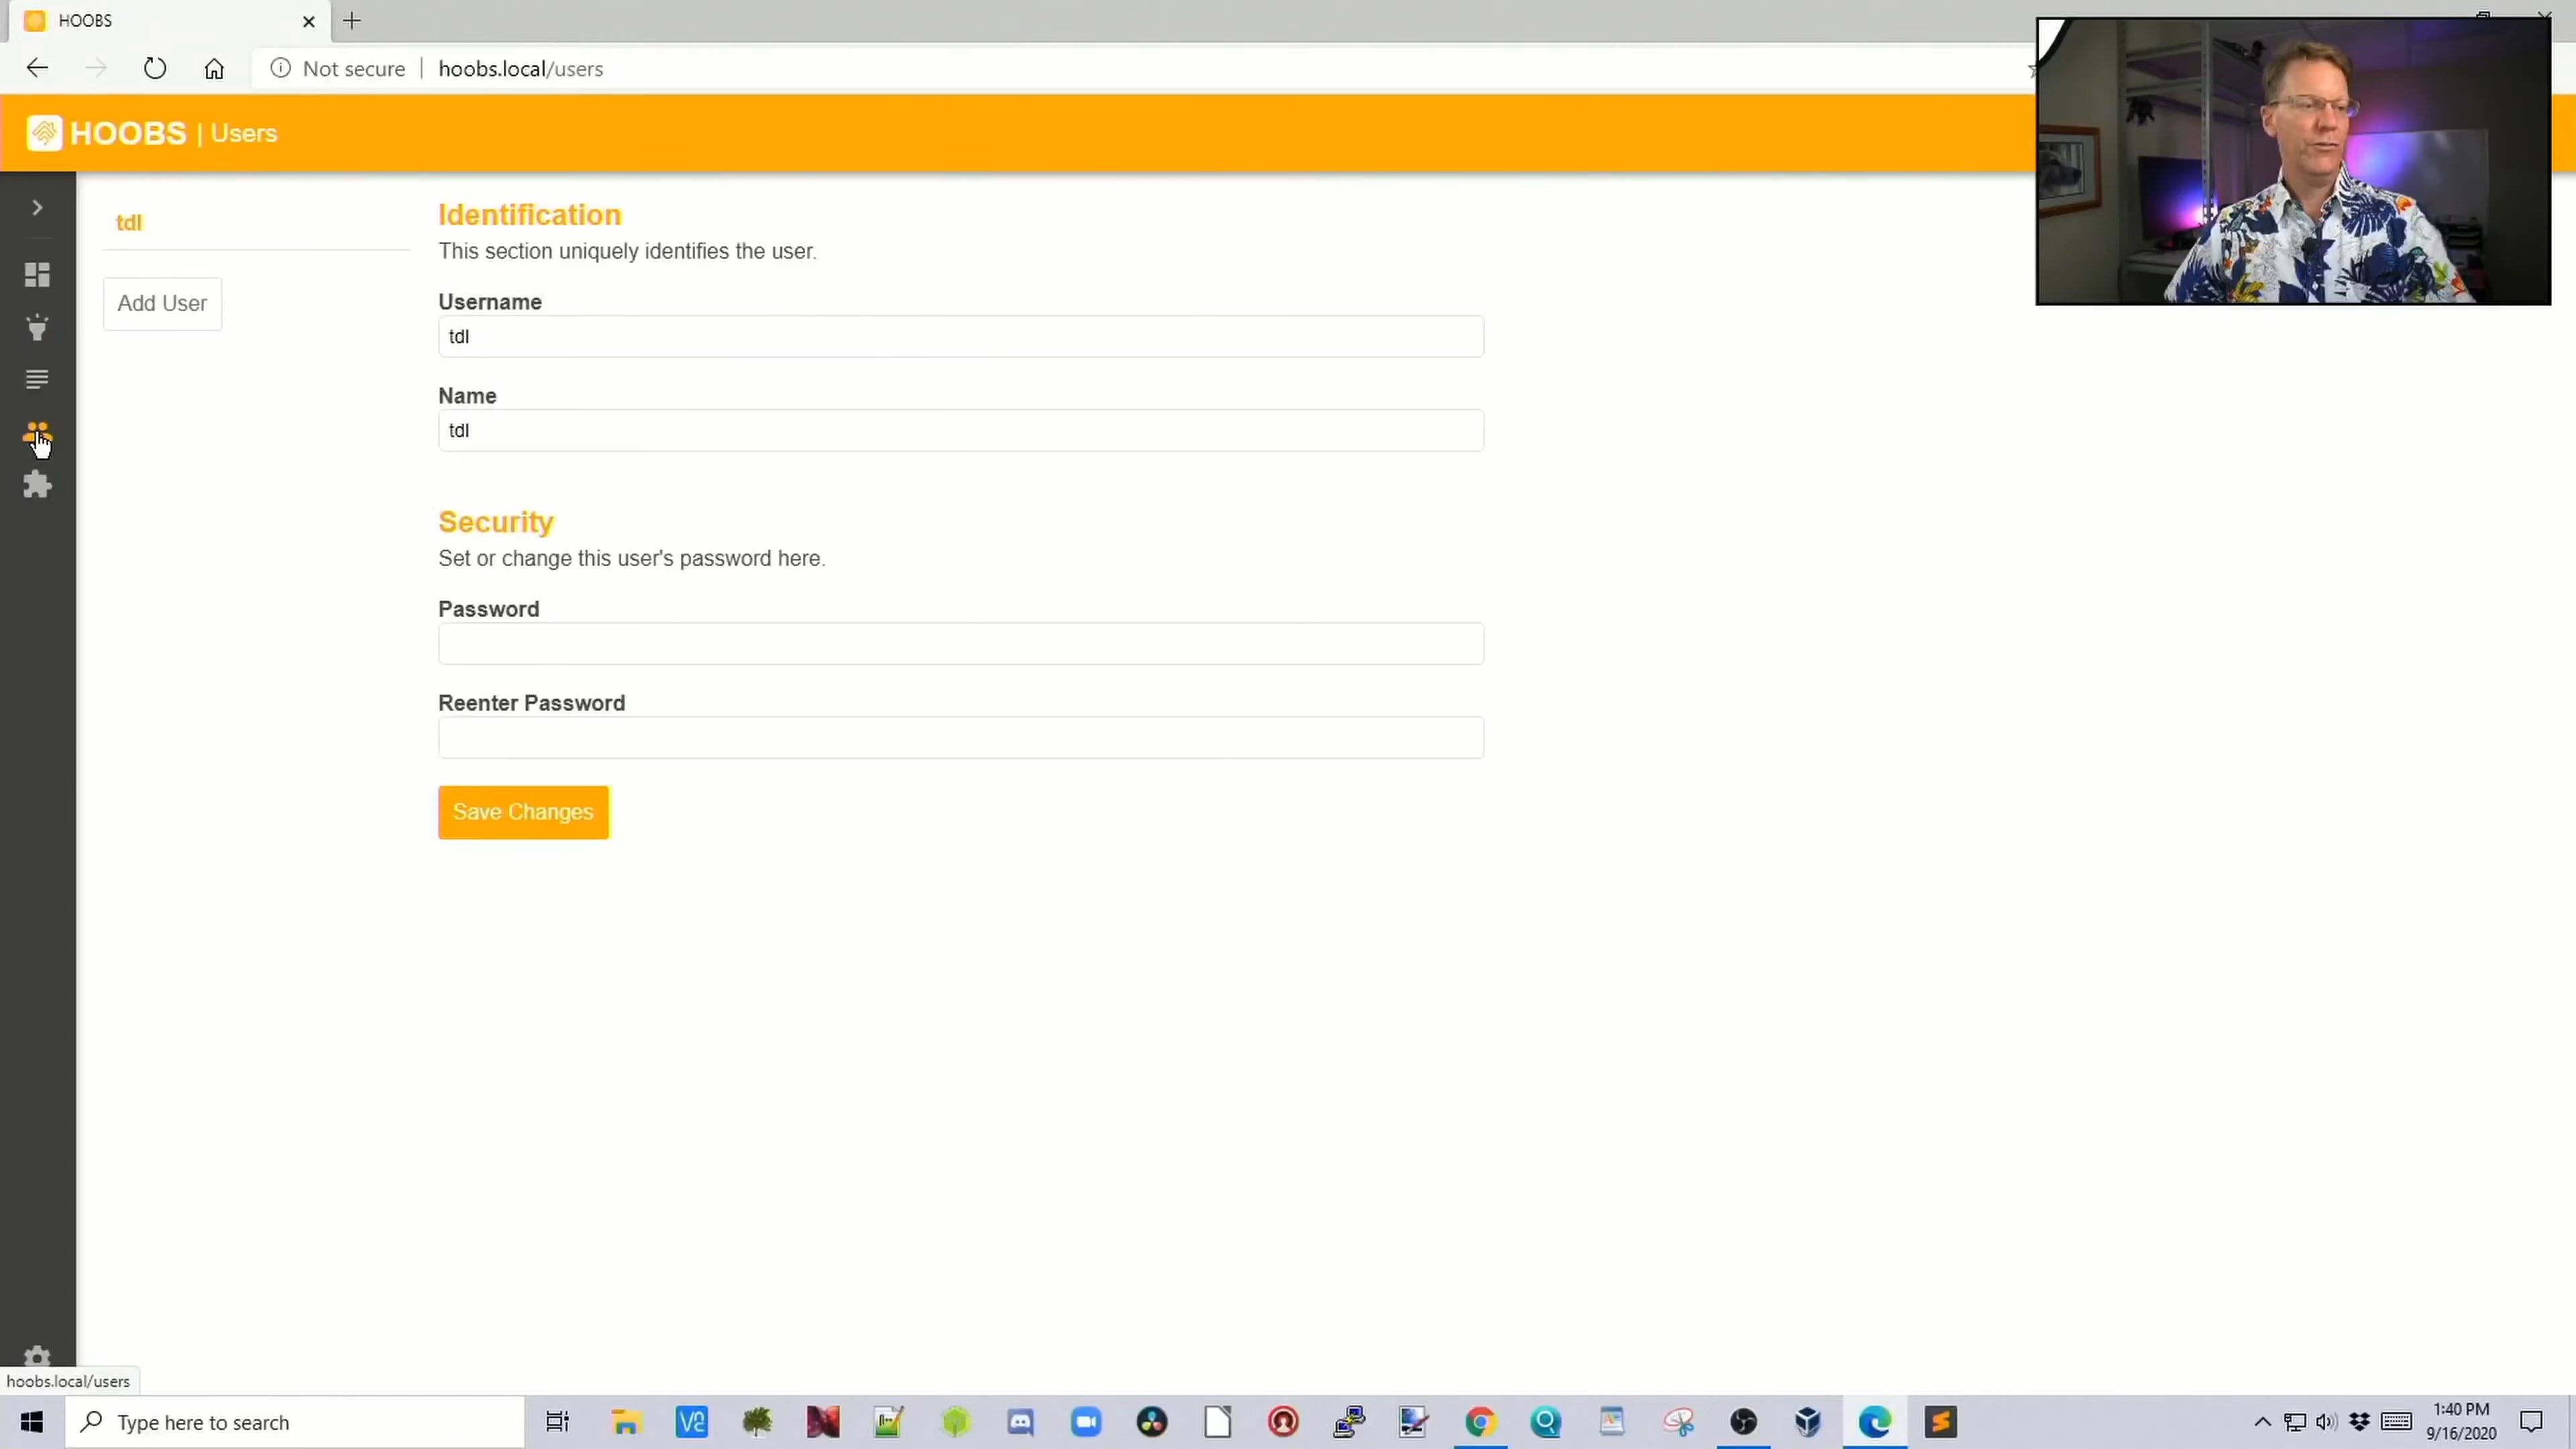 HOOBS
Not secure | hoobs.local/users
HOOBS | Users
tdl
Add User
Identification
This section uniquely identifies the user.
Username
tdl
Name
tdl
Security
Set or change this user's password here.
Password
Reenter Password
Save Changes
hoobs.local/users
Type here to search
1:40 PM
9/16/2020